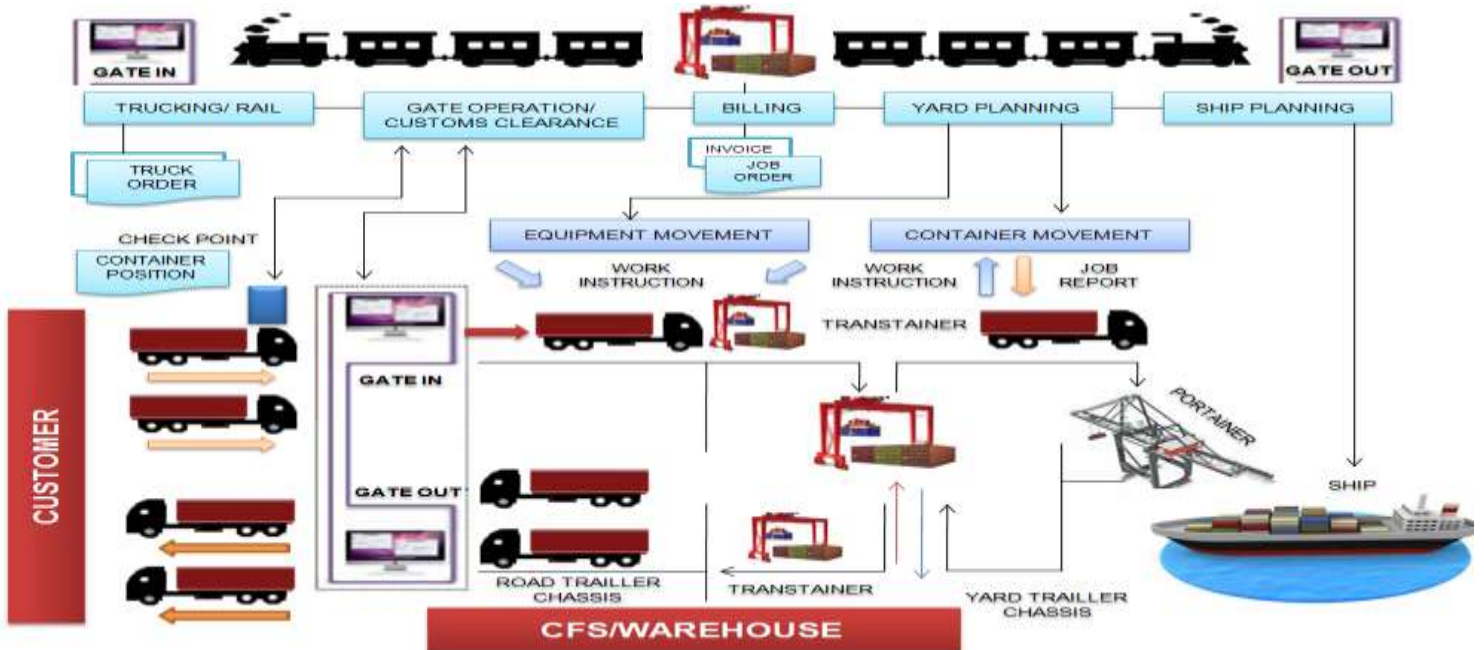 GATE IN
GATE OUT
TRUCKING/ RAIL
GATE OPERATION/
CUSTOMS CLEARANCE
BILLING
YARD PLANNING
SHIP PLANNING
TRUCK
ORDER
INVOICE
JOB
ORDER
CHECK POINT
CONTAINER
POSITION
EQUIPMENT MOVEMENT
CONTAINER MOVEMENT
WORK
INSTRUCTION
WORK
INSTRUCTION
JOB
REPORT
TRANSTAINER
GATE IN
PORTAINER
CUSTOMER
GATE OUT
SHIP
ROAD TRAILLER
CHASSIS
TRANSTAINER
YARD TRAILLER
CHASSIS
CFS/WAREHOUSE